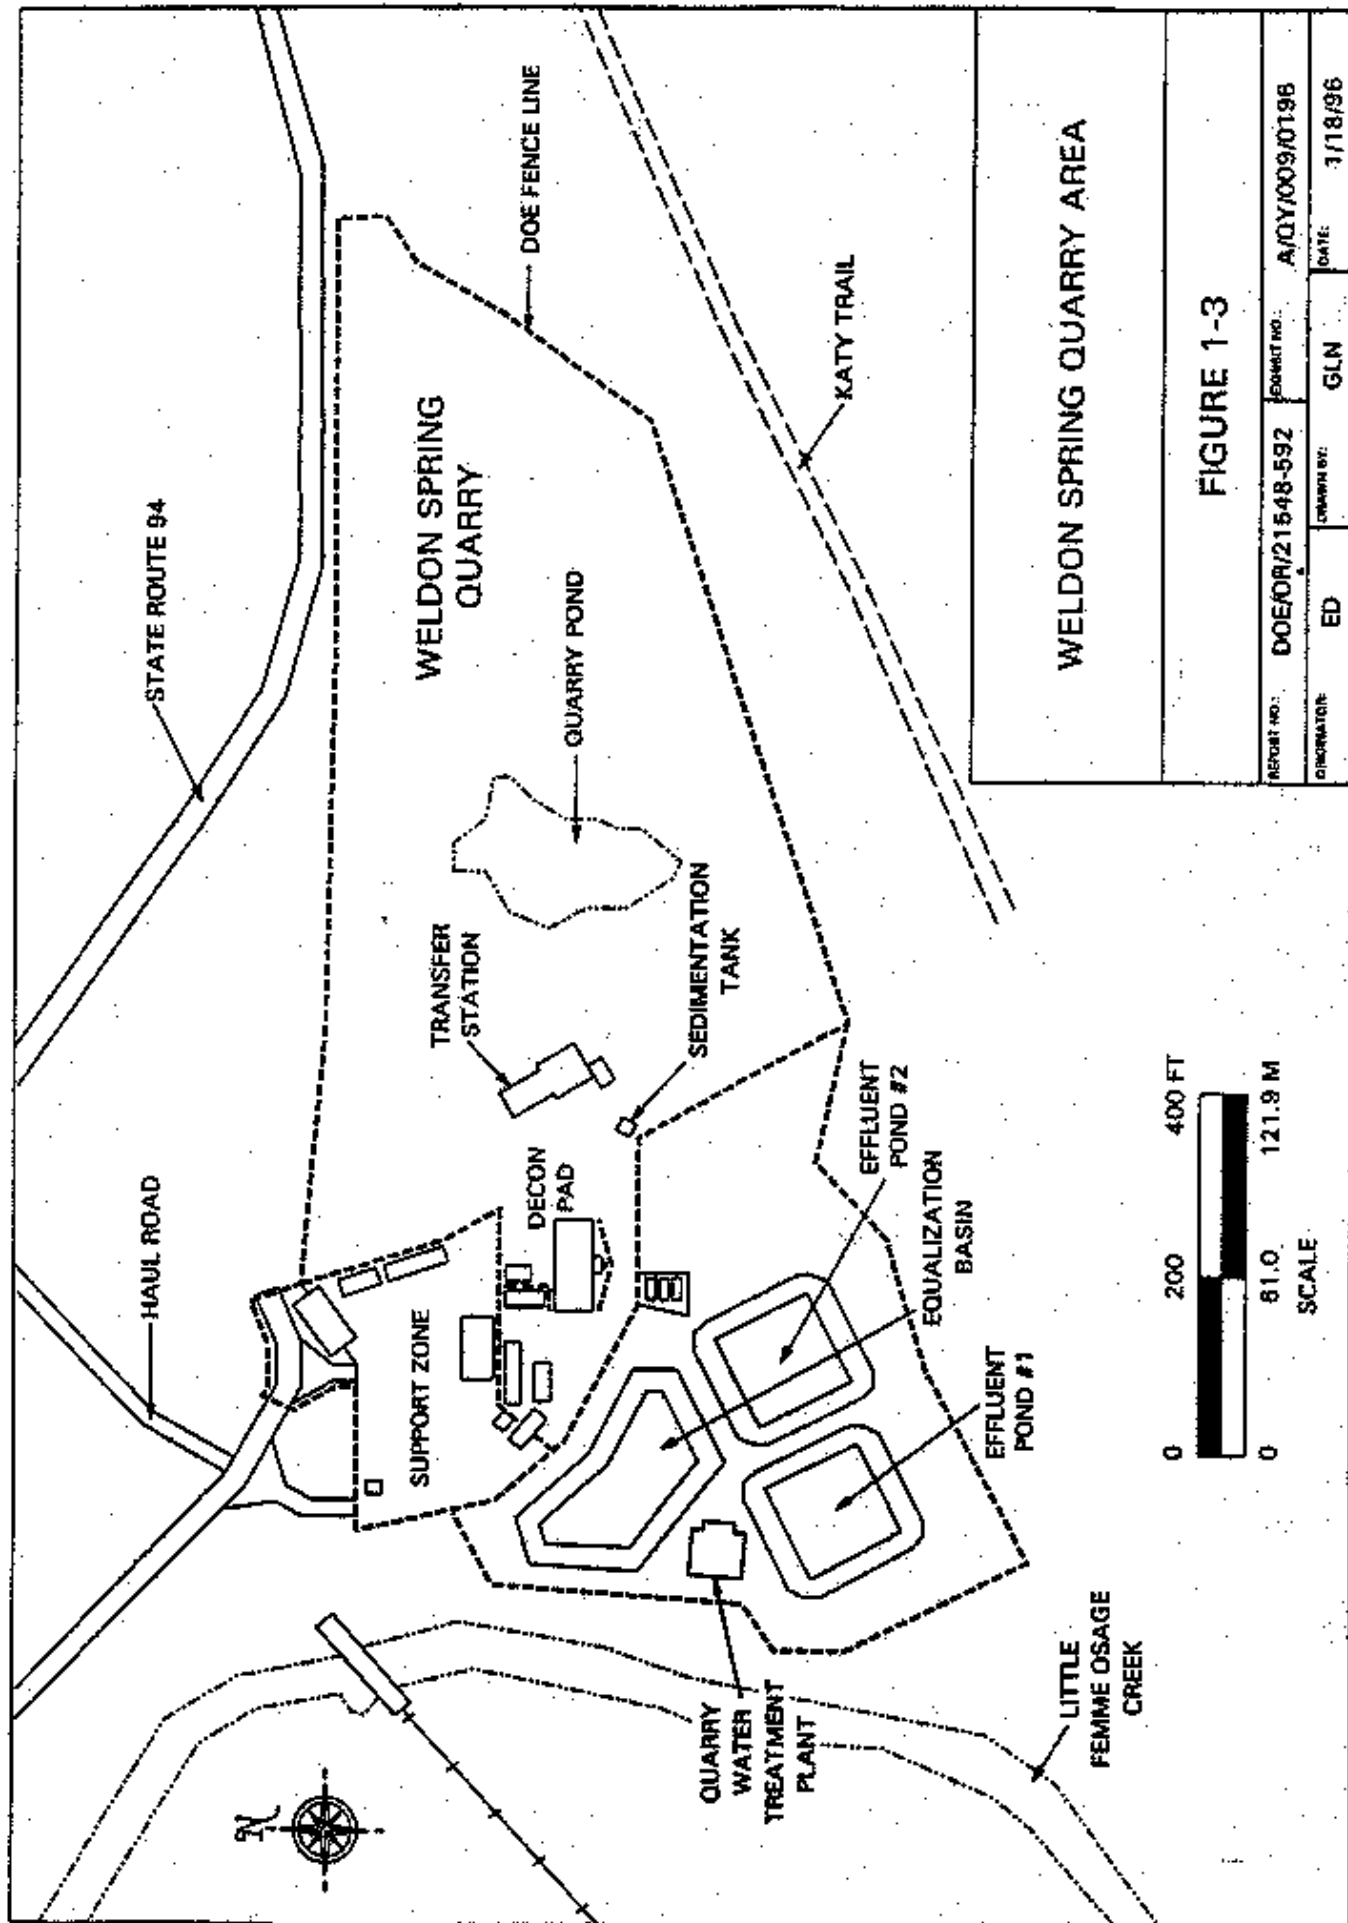 STATE ROUTE 94
HAUL ROAD
N
DOE FENCE LINE
WELDON SPRING
QUARRY
QUARRY POND
TRANSFER
STATION
SEDIMENTATION
TANK
DECON
PAD
SUPPORT ZONE
KATY TRAIL
EFFLUENT
POND #2
EQUALIZATION
BASIN
EFFLUENT
POND #1
QUARRY
WATER
TREATMENT
PLANT
LITTLE
FEMME OSAGE
CREEK
0 200 400 FT
0 61.0 121.9 M
SCALE
WELDON SPRING QUARRY AREA
FIGURE 1-3
REPORT NO.: DOE/OR/21548-592 EXHIBIT NO.: A/QY/009/0196
ORIGINATOR: ED DRAWN BY: GLN DATE: 1/18/96